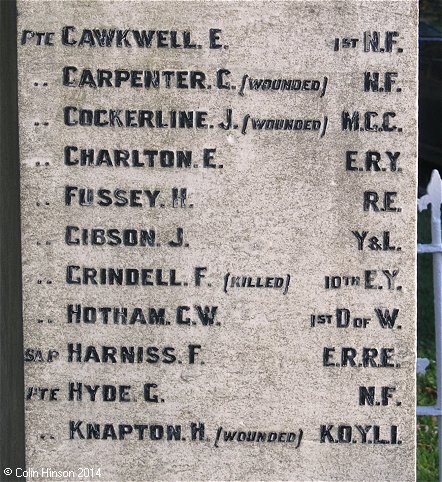 PTE CAWKWELL. E. 1ST N.F.
.. CARPENTER. C. (WOUNDED) N.F.
.. COCKERLINE. J. (WOUNDED) M.G.C.
.. CHARLTON. E. E.R.Y.
.. FUSSEY. H. R.E.
.. GIBSON. J. Y&L.
.. GRINDELL. F. (KILLED) 10TH E.Y.
.. HOTHAM. G.W. 1ST D OF W.
SAP HARNISS. F. E.R.R.E.
PTE HYDE. G. N.F.
.. KNAPTON. H. (WOUNDED) K.O.Y.L.I.
© Colin Hinson 2014